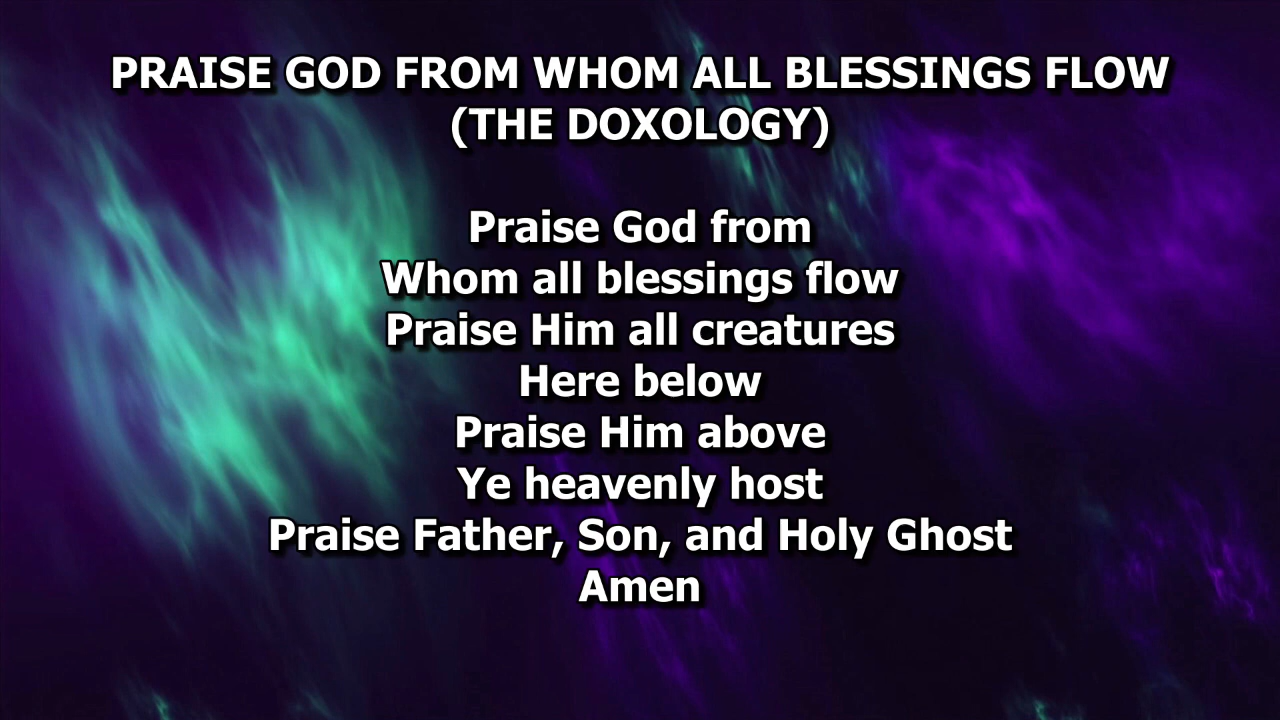 PRAISE GOD FROM WHOM ALL BLESSINGS FLOW
(THE DOXOLOGY)
Praise God from
Whom all blessings flow
Praise Him all creatures
Here below
Praise Him above
Ye heavenly host
Praise Father, Son, and Holy Ghost
Amen